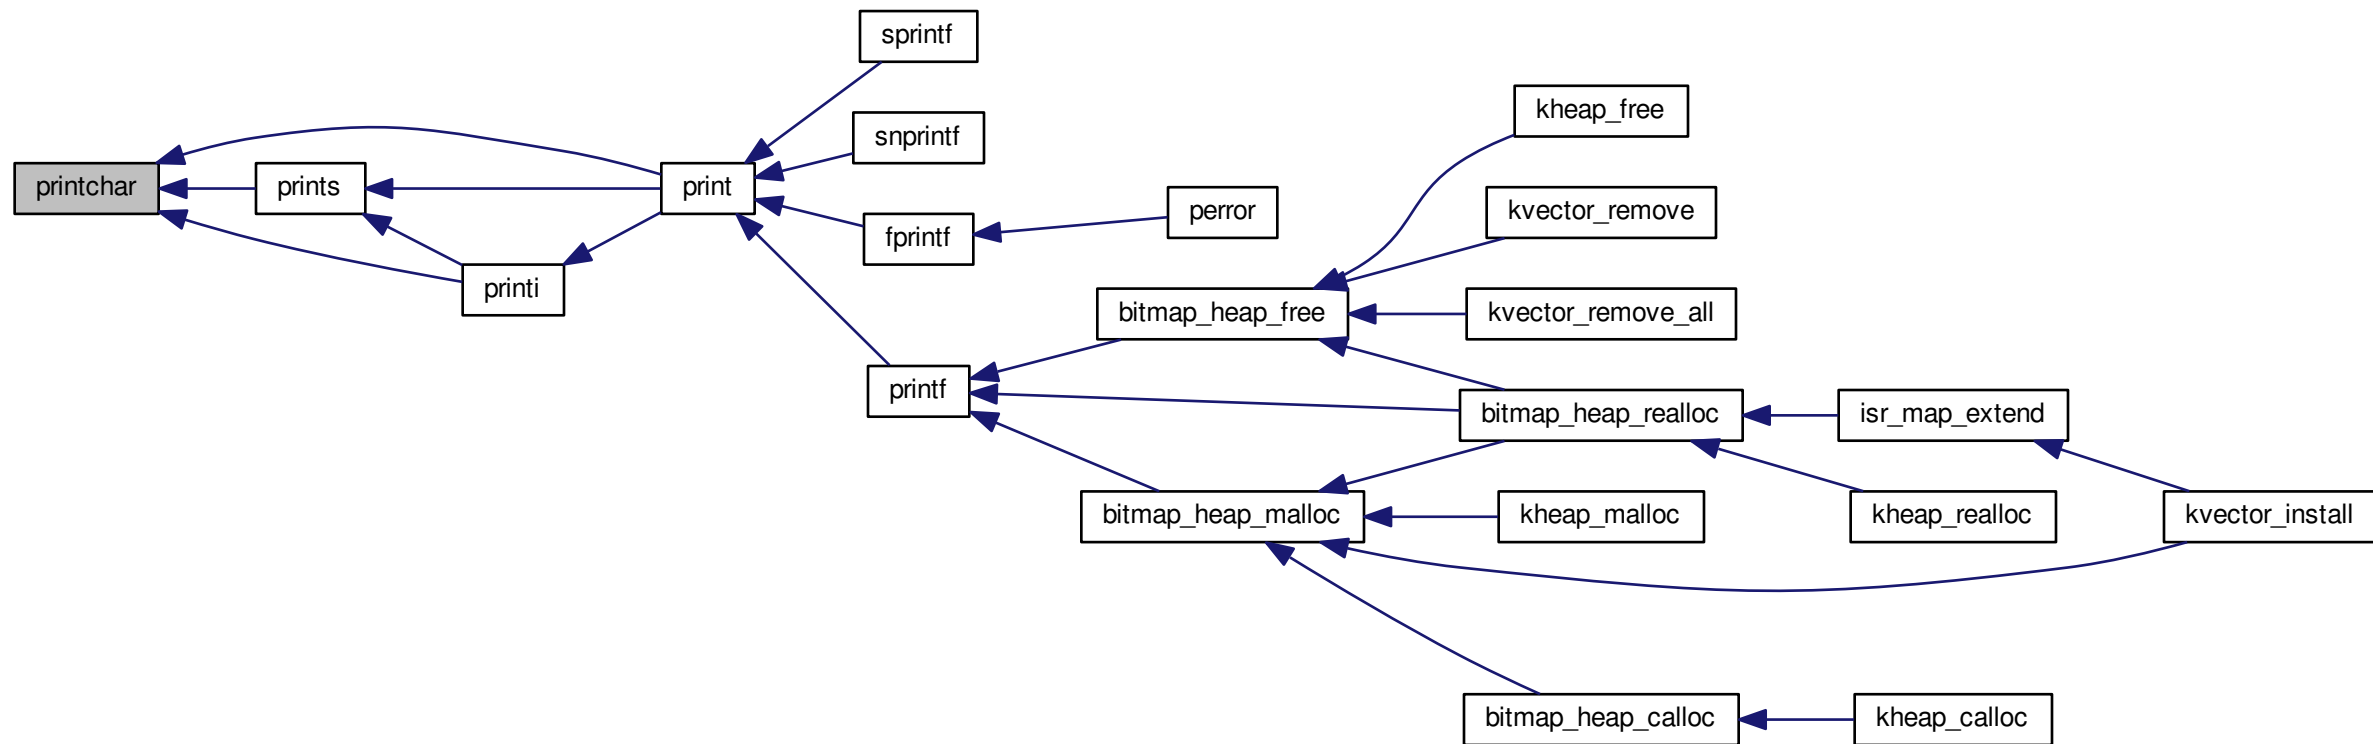 sprintf
kheap_free
snprintf
printchar
prints
print
kvector_remove
perror
fprintf
printi
bitmap_heap_free
kvector_remove_all
printf
bitmap_heap_realloc
isr_map_extend
bitmap_heap_malloc
kheap_malloc
kheap_realloc
kvector_install
bitmap_heap_calloc
kheap_calloc